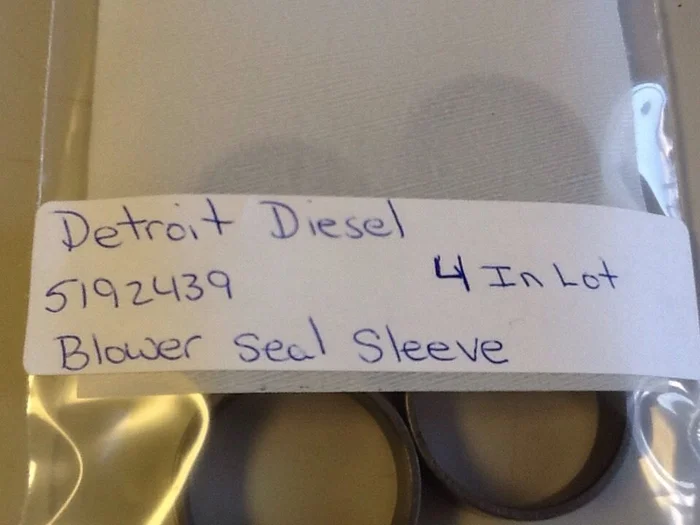 Detroit Diesel
5192439 4 In Lot
Blower Seal Sleeve